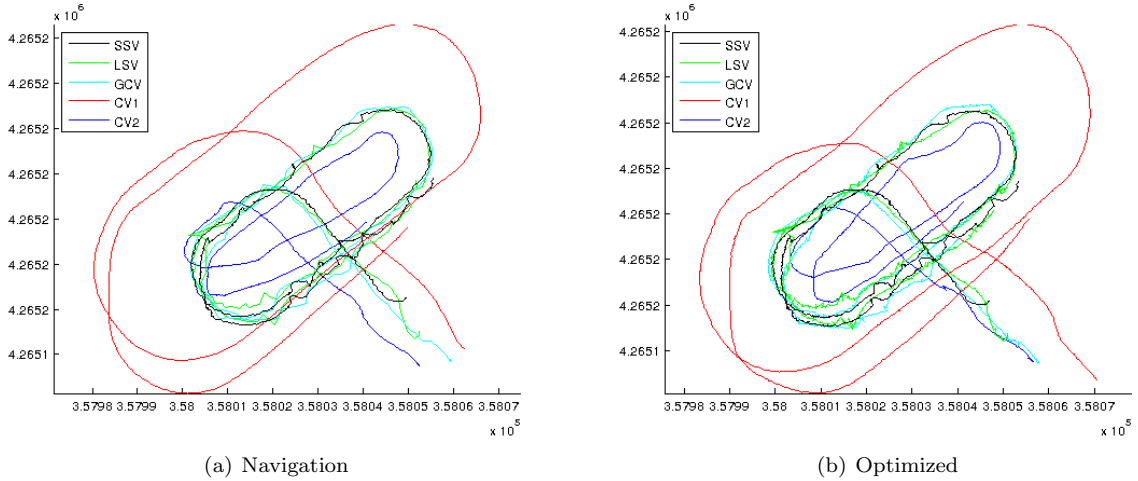 x 10^6
4.2652
SSV
LSV
4.2652
GCV
CV1
CV2
4.2652
4.2652
4.2652
4.2652
4.2652
4.2651
3.5798 3.5799 3.58 3.5801 3.5802 3.5803 3.5804 3.5805 3.5806 3.5807
x 10^5
(a) Navigation
x 10^6
4.2652
SSV
LSV
4.2652
GCV
CV1
CV2
4.2652
4.2652
4.2652
4.2652
4.2652
4.2651
3.5798 3.5799 3.58 3.5801 3.5802 3.5803 3.5804 3.5805 3.5806 3.5807
x 10^5
(b) Optimized